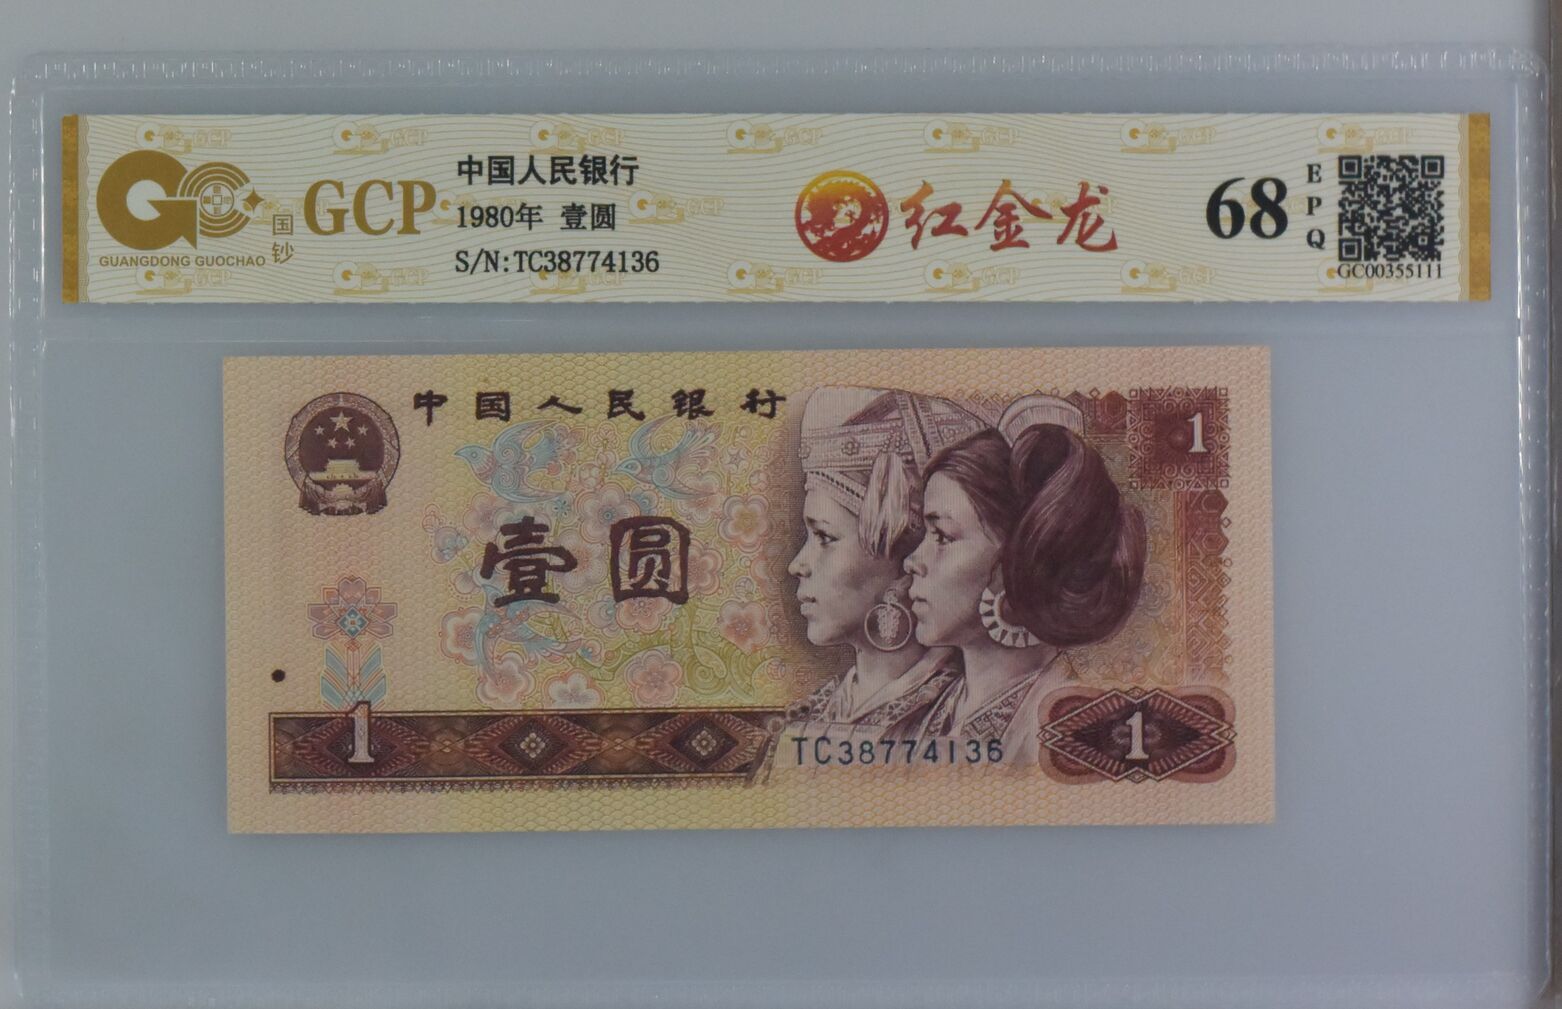 GCP
国钞
GUANGDONG GUOCHAO
中国人民银行
1980年 壹圆
S/N:TC38774136
红金龙
68
EPQ
GC00355111
中国人民银行
1
壹圆
1
TC38774136
1